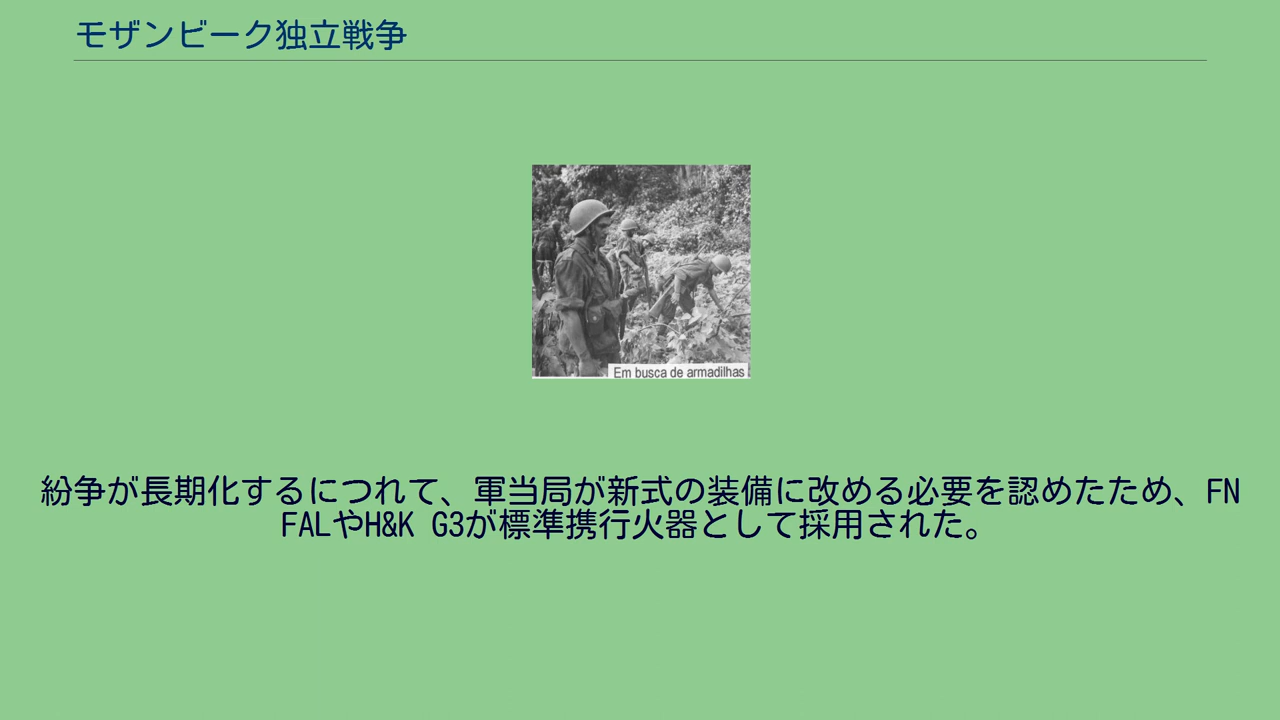 モザンビーク独立戦争
Em busca de armadilhas
紛争が長期化するにつれて、軍当局が新式の装備に改める必要を認めたため、FN
FALやH&K G3が標準携行火器として採用された。